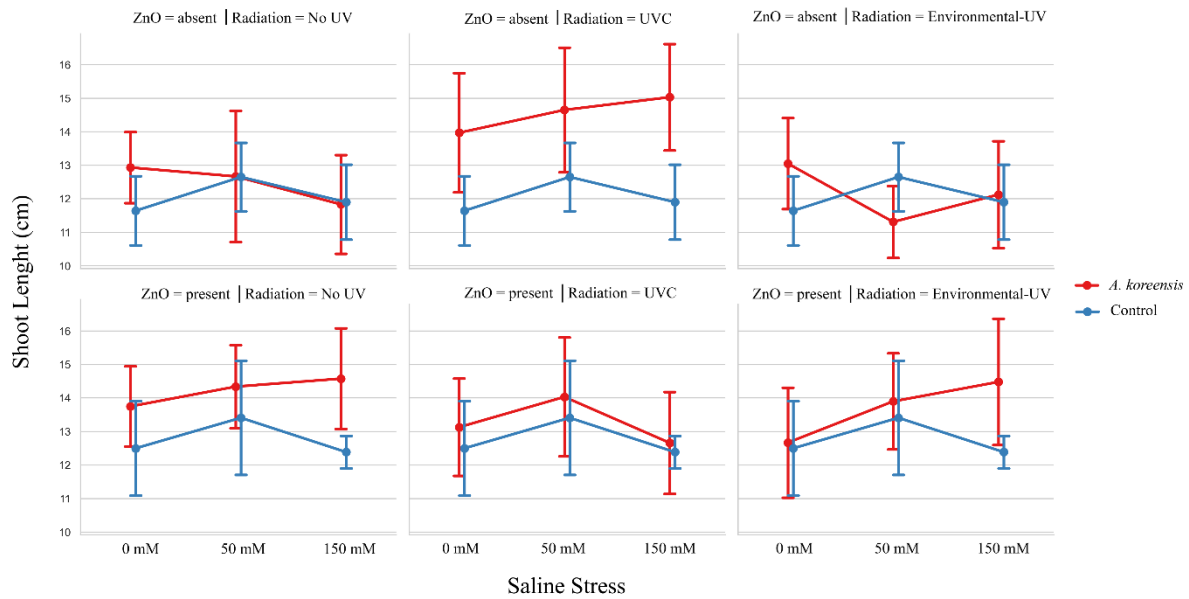 ZnO = absent | Radiation = No UV
ZnO = absent | Radiation = UVC
ZnO = absent | Radiation = Environmental-UV
16
15
14
13
12
11
10
ZnO = present | Radiation = No UV
ZnO = present | Radiation = UVC
ZnO = present | Radiation = Environmental-UV
16
15
14
13
12
11
10
Shoot Lenght (cm)
A. koreensis
Control
0 mM
50 mM
150 mM
0 mM
50 mM
150 mM
0 mM
50 mM
150 mM
Saline Stress